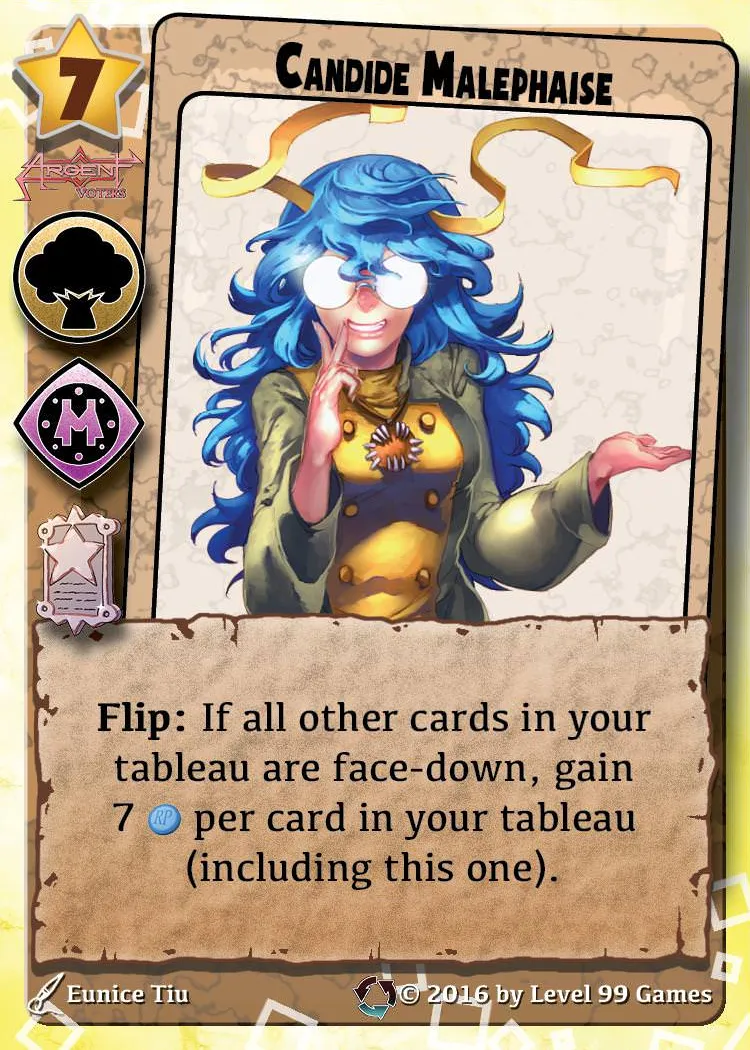 7
CANDIDE MALEPHAISE
ARGENT
VOTERS
M
Flip: If all other cards in your
tableau are face-down, gain
7 RP per card in your tableau
(including this one).
Eunice Tiu
© 2016 by Level 99 Games